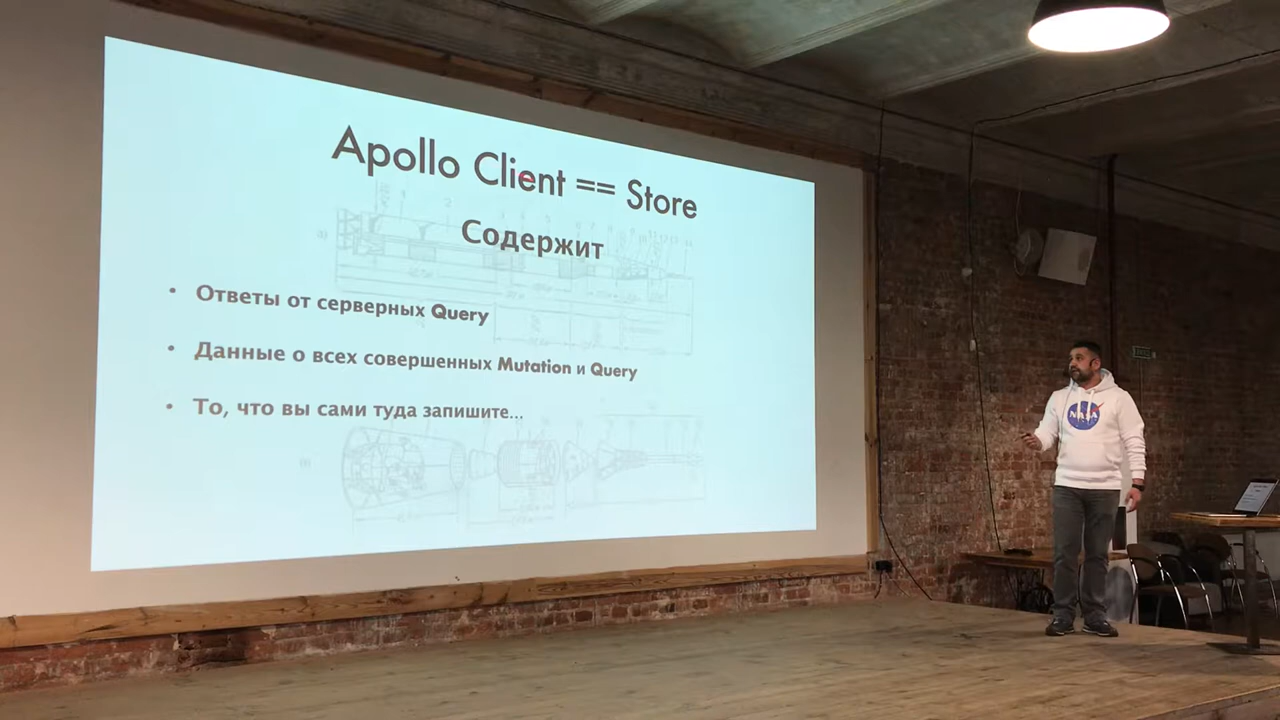 Apollo Client == Store
Содержит
• Ответы от серверных Query
• Данные о всех совершенных Mutation и Query
• То, что вы сами туда запишите...
NASA